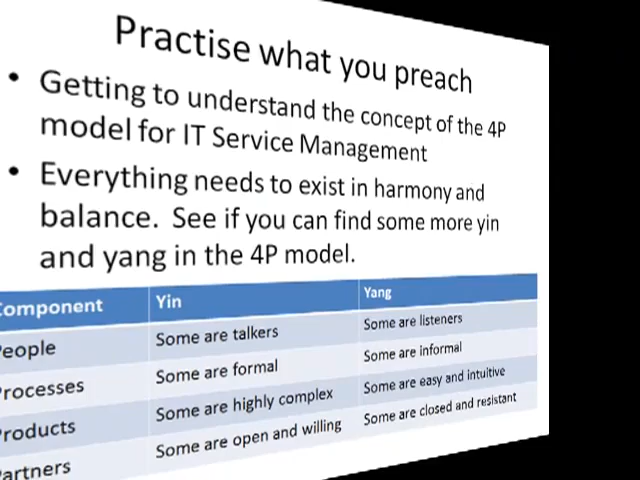 Practise what you preach
• Getting to understand the concept of the 4P
model for IT Service Management
• Everything needs to exist in harmony and
balance. See if you can find some more yin
and yang in the 4P model.
Component Yin Yang
People Some are talkers Some are listeners
Processes Some are formal Some are informal
Products Some are highly complex Some are easy and intuitive
Partners Some are open and willing Some are closed and resistant